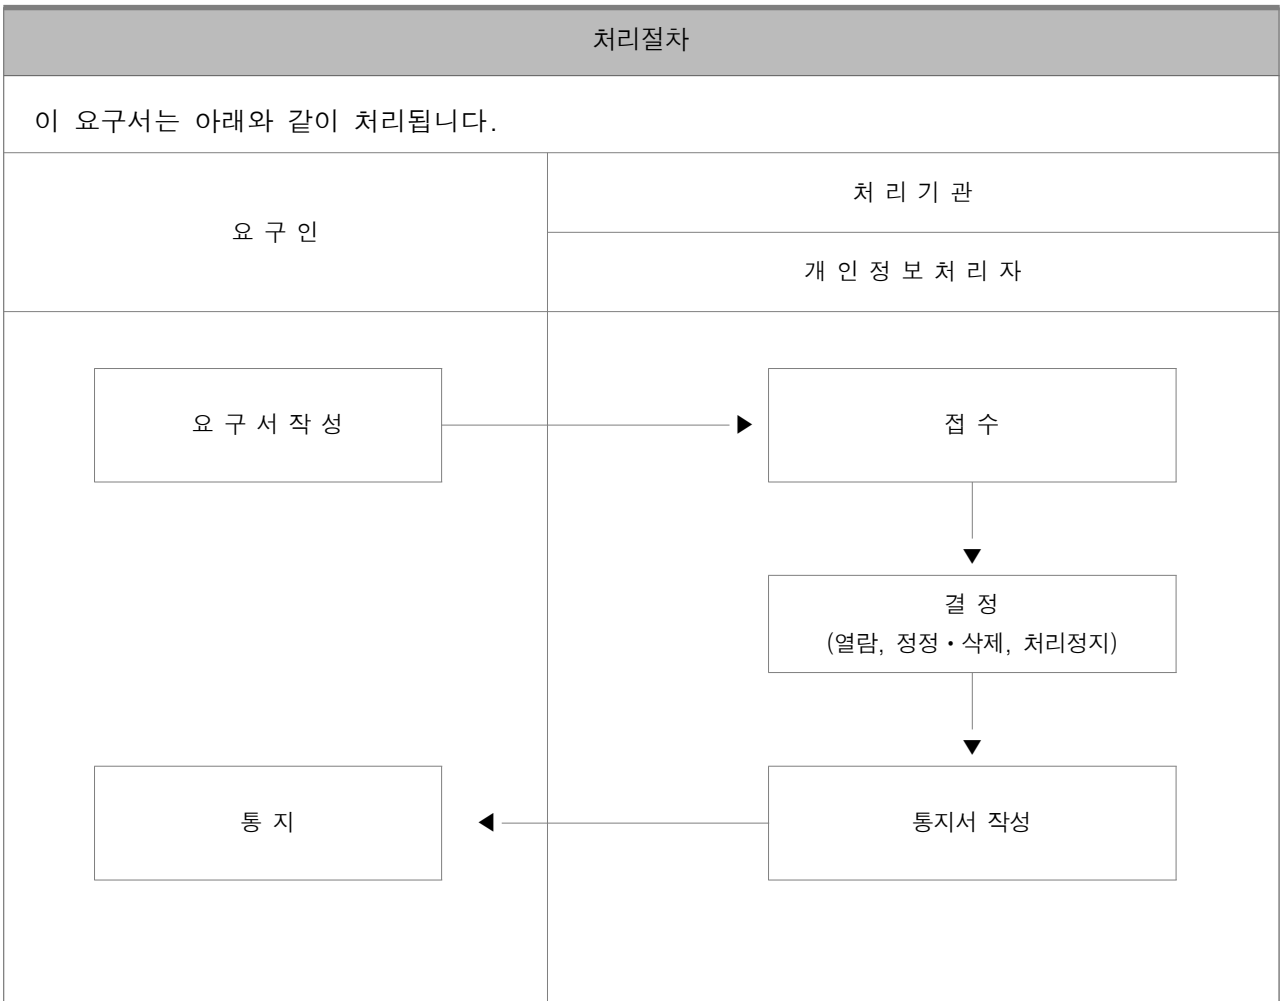 처리절차
이 요구서는 아래와 같이 처리됩니다.
요 구 인
처 리 기 관
개 인 정 보 처 리 자
요 구 서 작 성
접 수
결 정
(열람, 정정・삭제, 처리정지)
통 지
통지서 작성